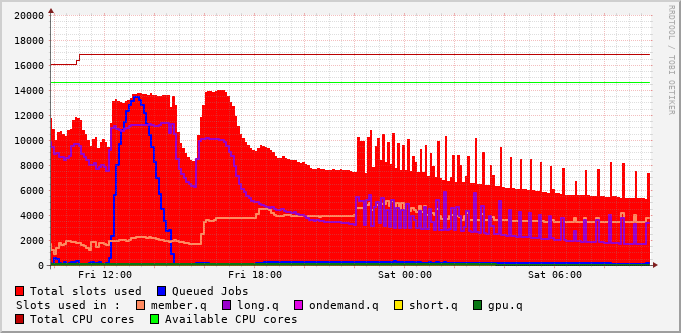 RRDTOOL / TOBI OETIKER
20000
18000
16000
14000
12000
10000
8000
6000
4000
2000
0
Fri 12:00 Fri 18:00 Sat 00:00 Sat 06:00
Total slots used Queued Jobs
Slots used in : member.q long.q ondemand.q short.q gpu.q
Total CPU cores Available CPU cores